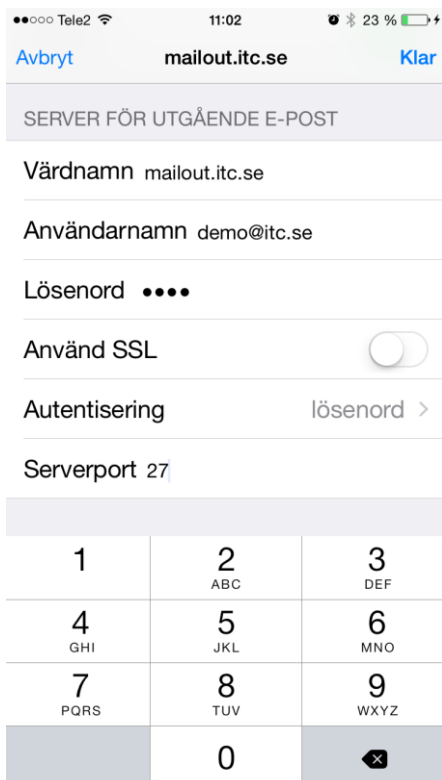 Tele2 11:02 23 %
Avbryt mailout.itc.se Klar
SERVER FÖR UTGÅENDE E-POST
Värdnamn mailout.itc.se
Användarnamn demo@itc.se
Lösenord ••••
Använd SSL
Autentisering lösenord >
Serverport 27
1 2 3
ABC DEF
4 5 6
GHI JKL MNO
7 8 9
PQRS TUV WXYZ
0